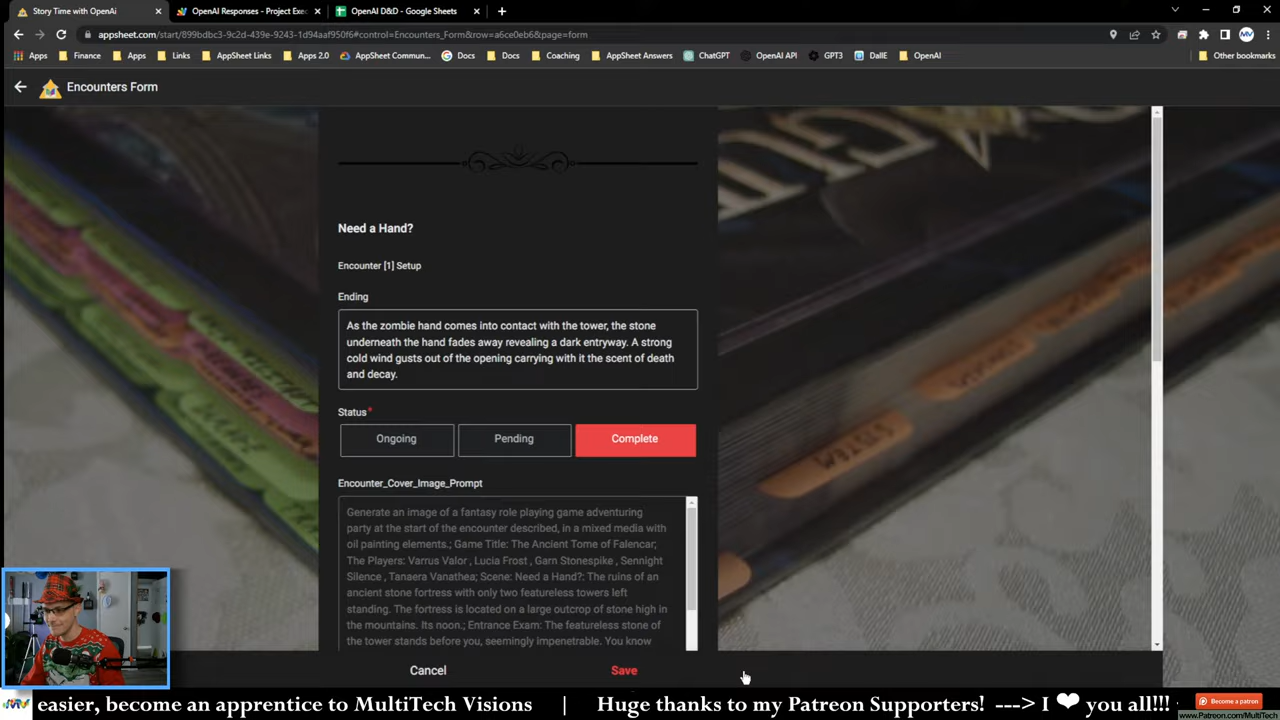 Story Time with OpenAi
OpenAI Responses - Project Exec
OpenAI D&D - Google Sheets
appsheet.com/start/899bdbc3-9c2d-439e-9243-1d94aaf950f6#control=Encounters_Form&row=a6ce0eb6&page=form
Apps Finance Apps Links AppSheet Links Apps 2.0 AppSheet Commun... Docs Docs Coaching AppSheet Answers ChatGPT OpenAI API GPT3 DallE OpenAI Other bookmarks
Encounters Form
Need a Hand?
Encounter [1] Setup
Ending
As the zombie hand comes into contact with the tower, the stone
underneath the hand fades away revealing a dark entryway. A strong
cold wind gusts out of the opening carrying with it the scent of death
and decay.
Status*
Ongoing Pending Complete
Encounter_Cover_Image_Prompt
Generate an image of a fantasy role playing game adventuring
party at the start of the encounter described, in a mixed media with
oil painting elements.; Game Title: The Ancient Tome of Falencar;
The Players: Varrus Valor , Lucia Frost , Garn Stonespike , Sennight
Silence , Tanaera Vanathea; Scene: Need a Hand?: The ruins of an
ancient stone fortress with only two featureless towers left
standing. The fortress is located on a large outcrop of stone high in
the mountains. Its noon.; Entrance Exam: The featureless stone of
the tower stands before you, seemingly impenetrable. You know
SYSTEM
Cancel Save
easier, become an apprentice to MultiTech Visions | Huge thanks to my Patreon Supporters! ---> I ❤ you all!!!
Become a patron
www.Patreon.com/MultiTech